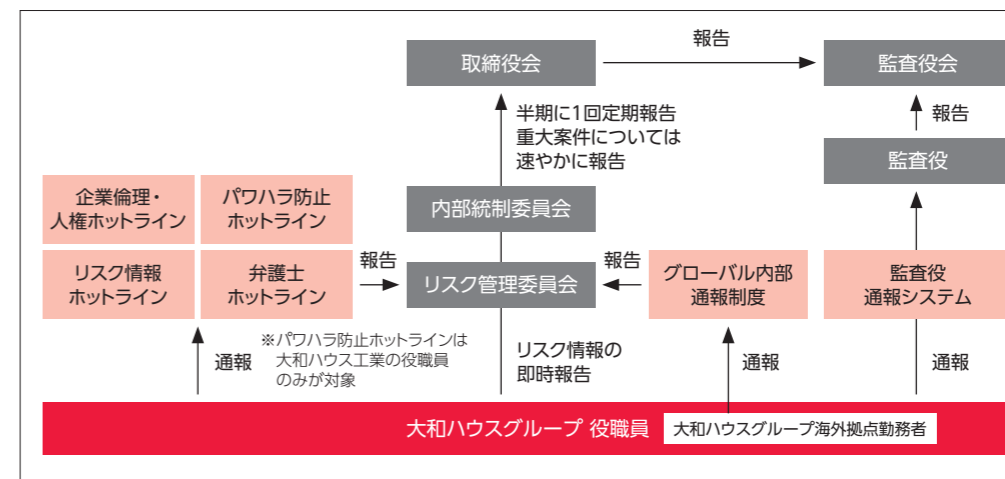 報告
取締役会
監査役会
半期に1回定期報告
重大案件については
速やかに報告
報告
監査役
企業倫理・
人権ホットライン
パワハラ防止
ホットライン
内部統制委員会
リスク情報
ホットライン
弁護士
ホットライン
報告
リスク管理委員会
報告
グローバル内部
通報制度
監査役
通報システム
通報
※パワハラ防止ホットラインは
大和ハウス工業の役職員
のみが対象
リスク情報の
即時報告
通報
通報
大和ハウスグループ 役職員
大和ハウスグループ海外拠点勤務者